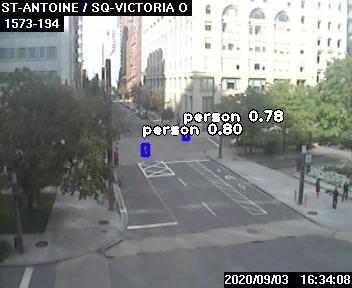 ST-ANTOINE / SQ-VICTORIA O
1573-194
person 0.78
person 0.80
2020/09/03 16:34:08